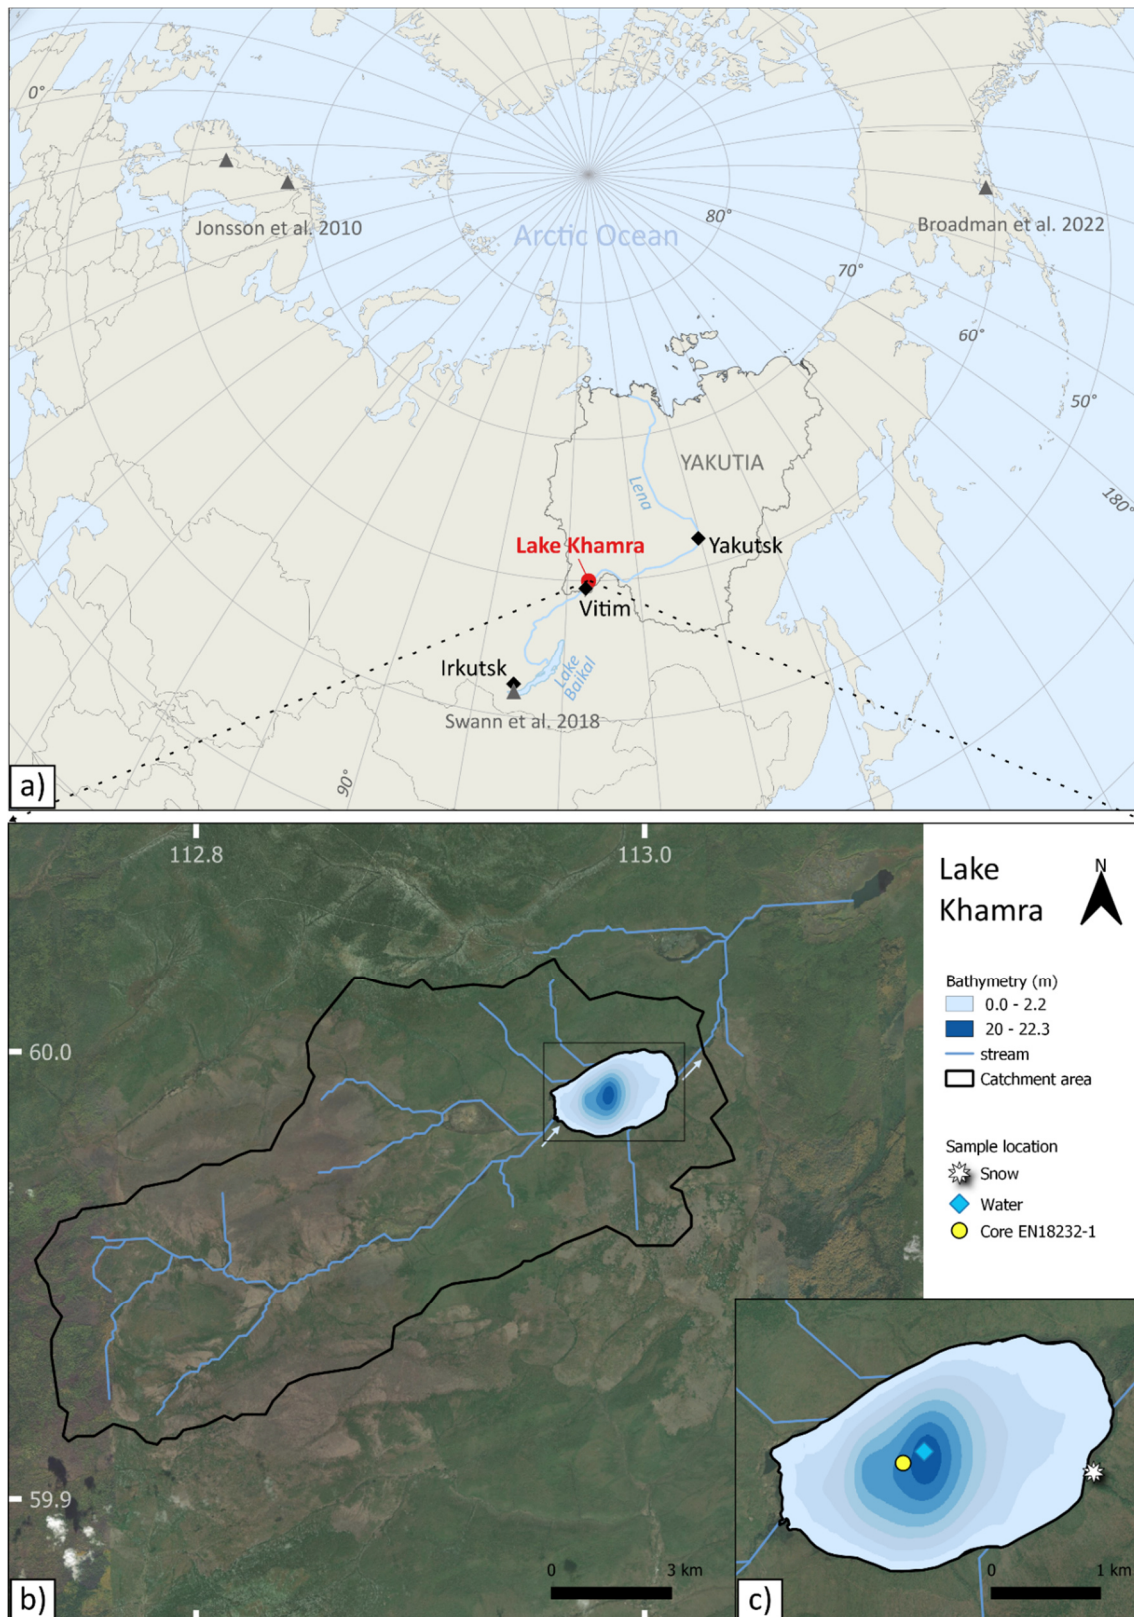 0°
Jonsson et al. 2010
Arctic Ocean
80°
Broadman et al. 2022
70°
60°
50°
180°
YAKUTIA
Lena
Lake Khamra
Yakutsk
Vitim
Irkutsk
Lake
Baikal
Swann et al. 2018
90°
a)
112.8
113.0
60.0
59.9
Lake
Khamra
N
Bathymetry (m)
0.0 - 2.2
20 - 22.3
stream
Catchment area
Sample location
Snow
Water
Core EN18232-1
0 3 km
b)
0 1 km
c)